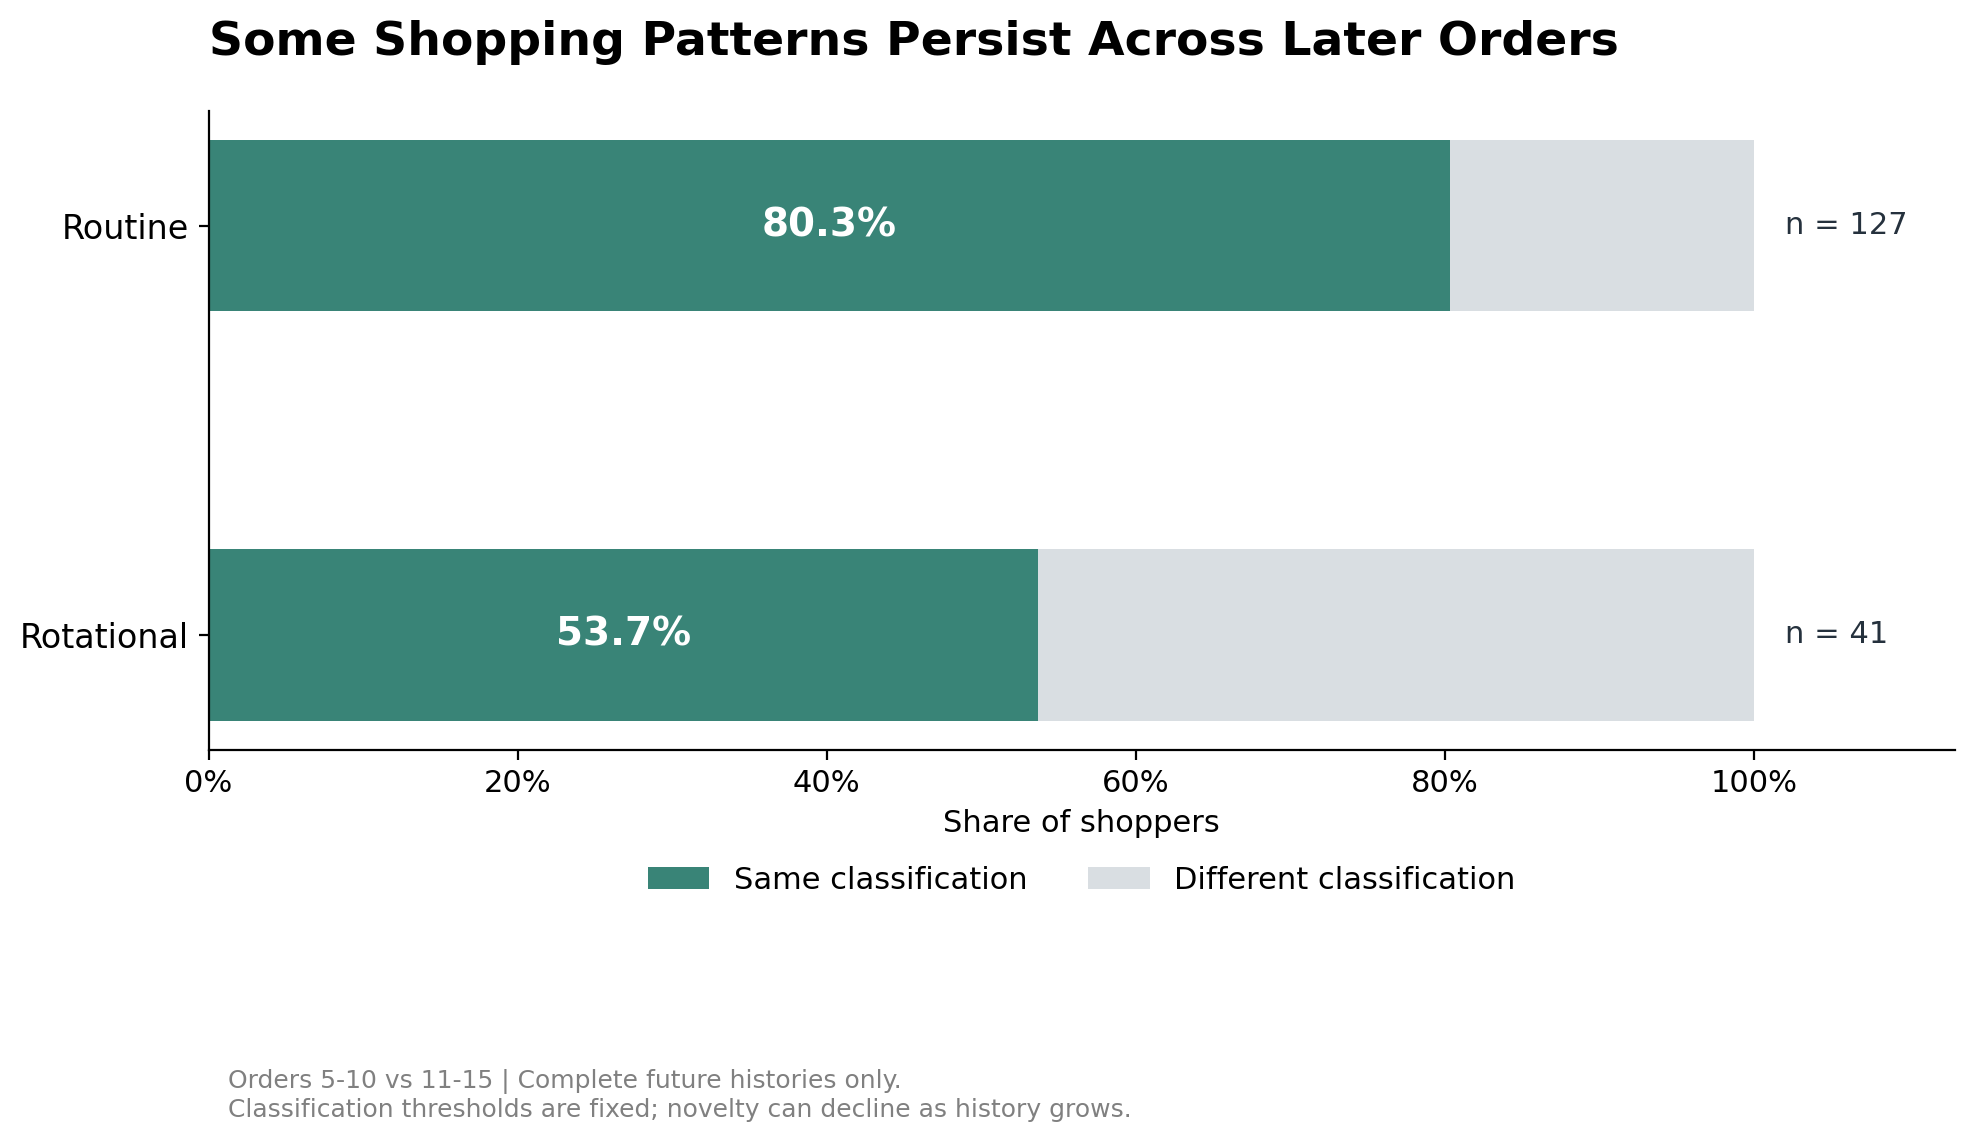 Some Shopping Patterns Persist Across Later Orders
Routine
80.3%
n = 127
Rotational
53.7%
n = 41
0% 20% 40% 60% 80% 100%
Share of shoppers
Same classification Different classification
Orders 5-10 vs 11-15 | Complete future histories only.
Classification thresholds are fixed; novelty can decline as history grows.